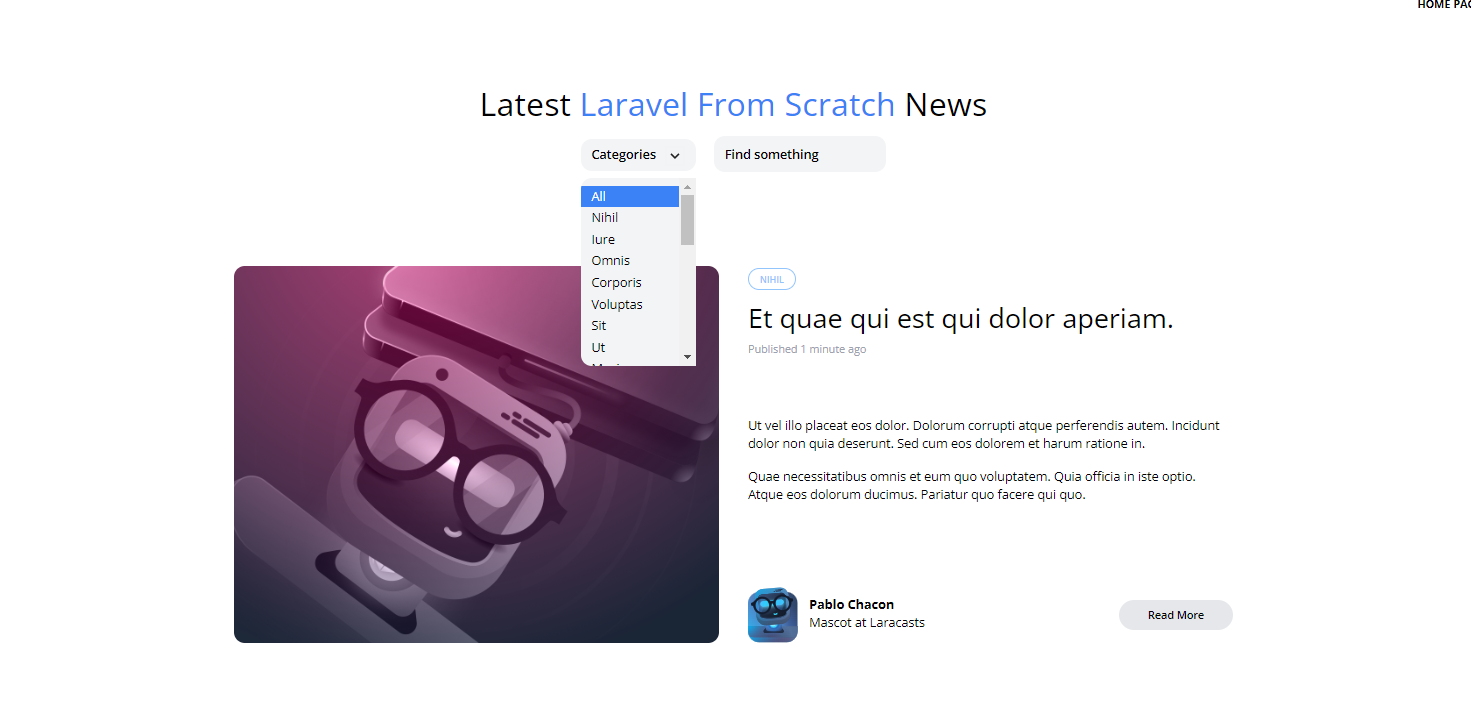 HOME PAG
Latest Laravel From Scratch News
Categories
Find something
All
Nihil
Iure
Omnis
Corporis
Voluptas
Sit
Ut
NIHIL
Et quae qui est qui dolor aperiam.
Published 1 minute ago
Ut vel illo placeat eos dolor. Dolorum corrupti atque perferendis autem. Incidunt
dolor non quia deserunt. Sed cum eos dolorem et harum ratione in.
Quae necessitatibus omnis et eum quo voluptatem. Quia officia in iste optio.
Atque eos dolorum ducimus. Pariatur quo facere qui quo.
Pablo Chacon
Mascot at Laracasts
Read More